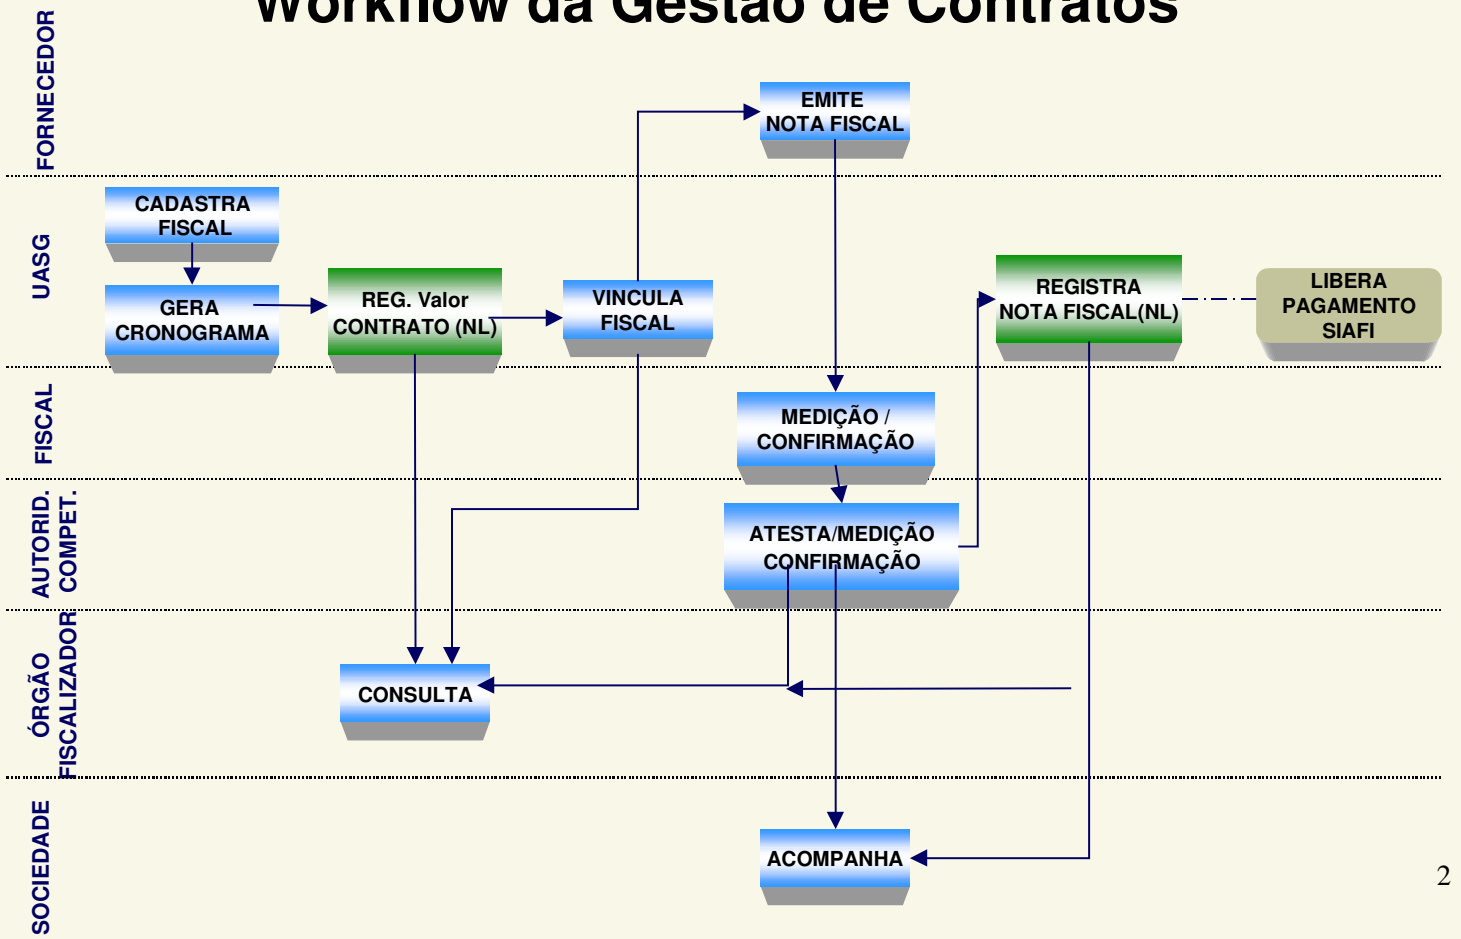 Workflow da Gestão de Contratos
FORNECEDOR
EMITE
NOTA FISCAL
UASG
CADASTRA
FISCAL
GERA
CRONOGRAMA
REG. Valor
CONTRATO (NL)
VINCULA
FISCAL
REGISTRA
NOTA FISCAL(NL)
LIBERA
PAGAMENTO
SIAFI
FISCAL
MEDIÇÃO /
CONFIRMAÇÃO
AUTORID.
COMPET.
ATESTA/MEDIÇÃO
CONFIRMAÇÃO
ÓRGÃO
FISCALIZADOR
CONSULTA
SOCIEDADE
ACOMPANHA
2